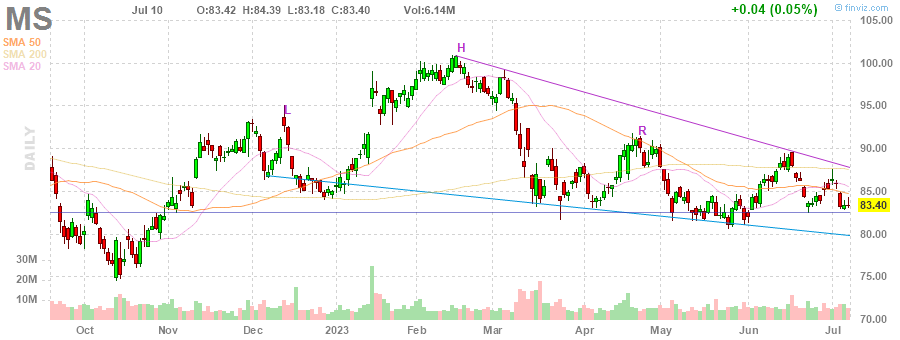 MS Jul 10 O:83.42 H:84.39 L:83.18 C:83.40 Vol:6.14M +0.04 (0.05%) finviz.com
SMA 50
SMA 200
SMA 20
DAILY
H
L
R
105.00
100.00
95.00
90.00
85.00
83.40
80.00
75.00
70.00
30M
20M
10M
Oct Nov Dec 2023 Feb Mar Apr May Jun Jul